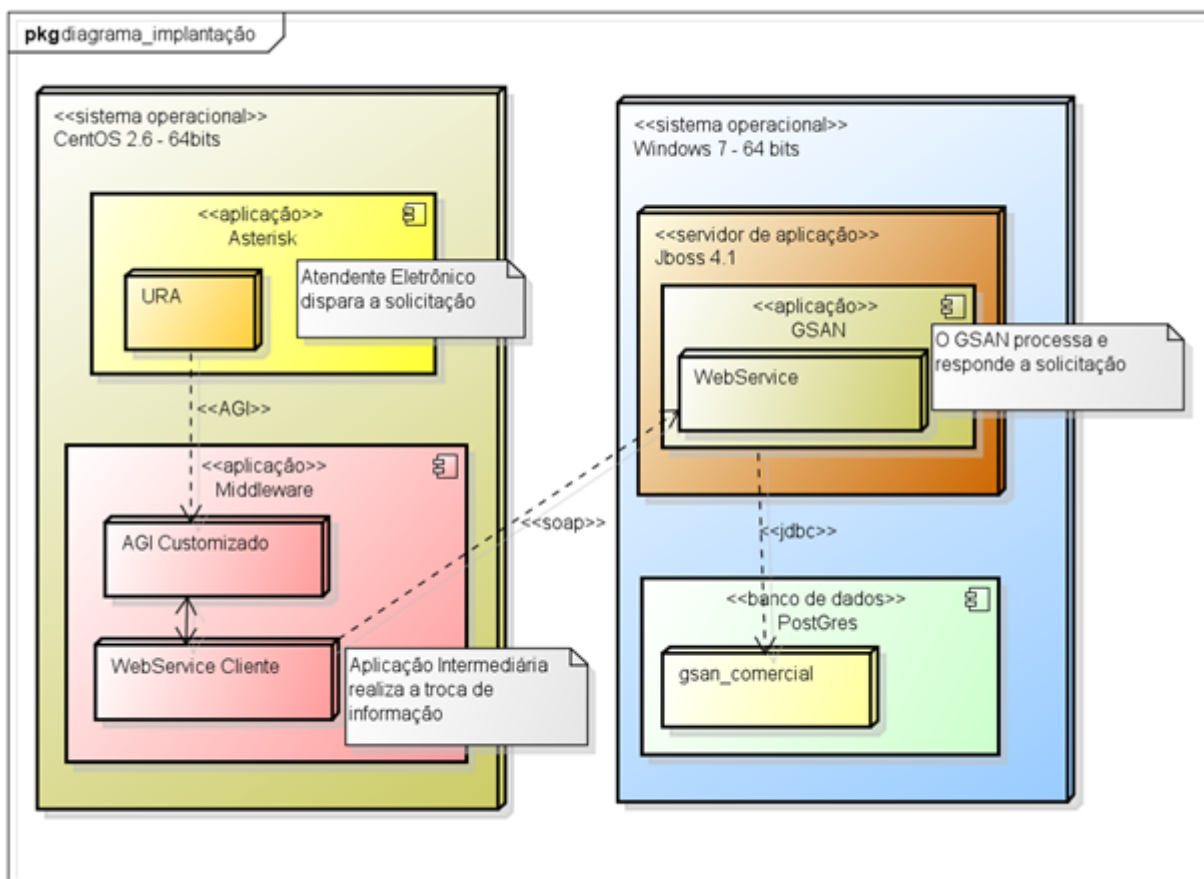 pkg diagrama_implantação
<<sistema operacional>>
CentOS 2.6 - 64bits
<<aplicação>>
Asterisk
URA
Atendente Eletrônico
dispara a solicitação
<<AGI>>
<<aplicação>>
Middleware
AGI Customizado
WebService Cliente
Aplicação Intermediária
realiza a troca de
informação
<<soap>>
<<sistema operacional>>
Windows 7 - 64 bits
<<servidor de aplicação>>
Jboss 4.1
<<aplicação>>
GSAN
WebService
O GSAN processa e
responde a solicitação
<<jdbc>>
<<banco de dados>>
PostGres
gsan_comercial